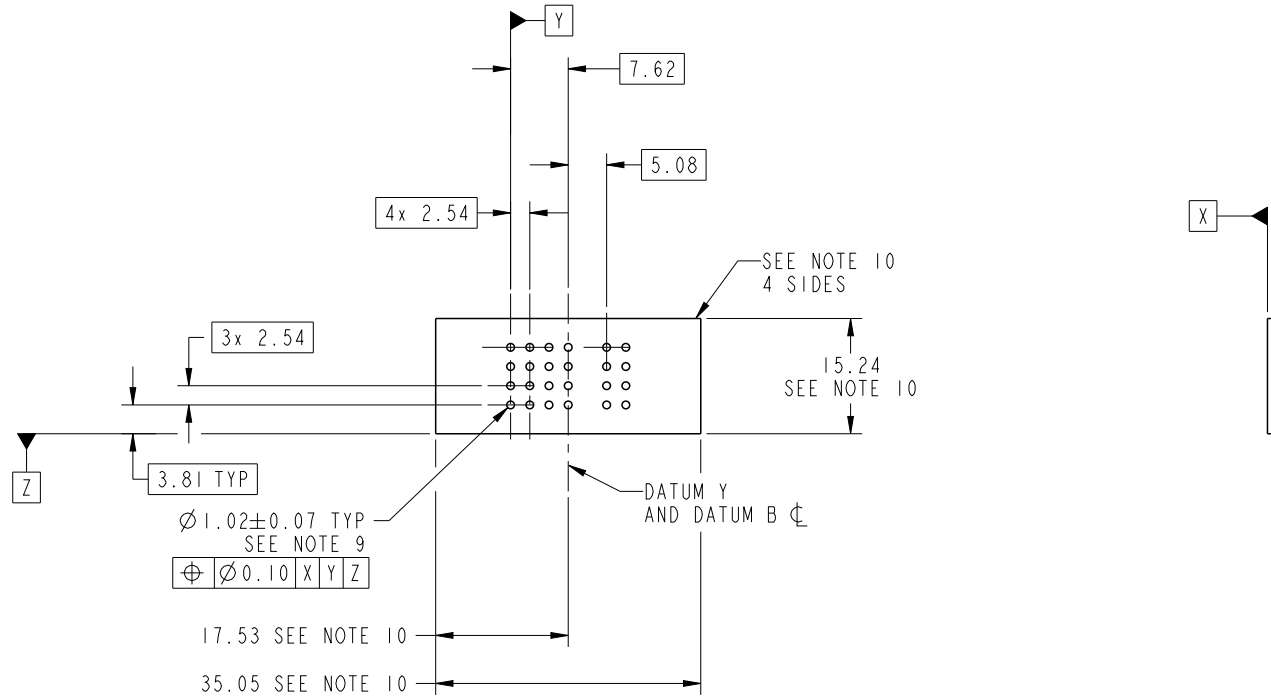 Y
7.62
5.08
4x 2.54
X
SEE NOTE 10
4 SIDES
3x 2.54
15.24
SEE NOTE 10
3.81 TYP
Z
DATUM Y
AND DATUM B ℄
⌀1.02±0.07 TYP
SEE NOTE 9
⌖ ⌀0.10 X Y Z
17.53 SEE NOTE 10
35.05 SEE NOTE 10